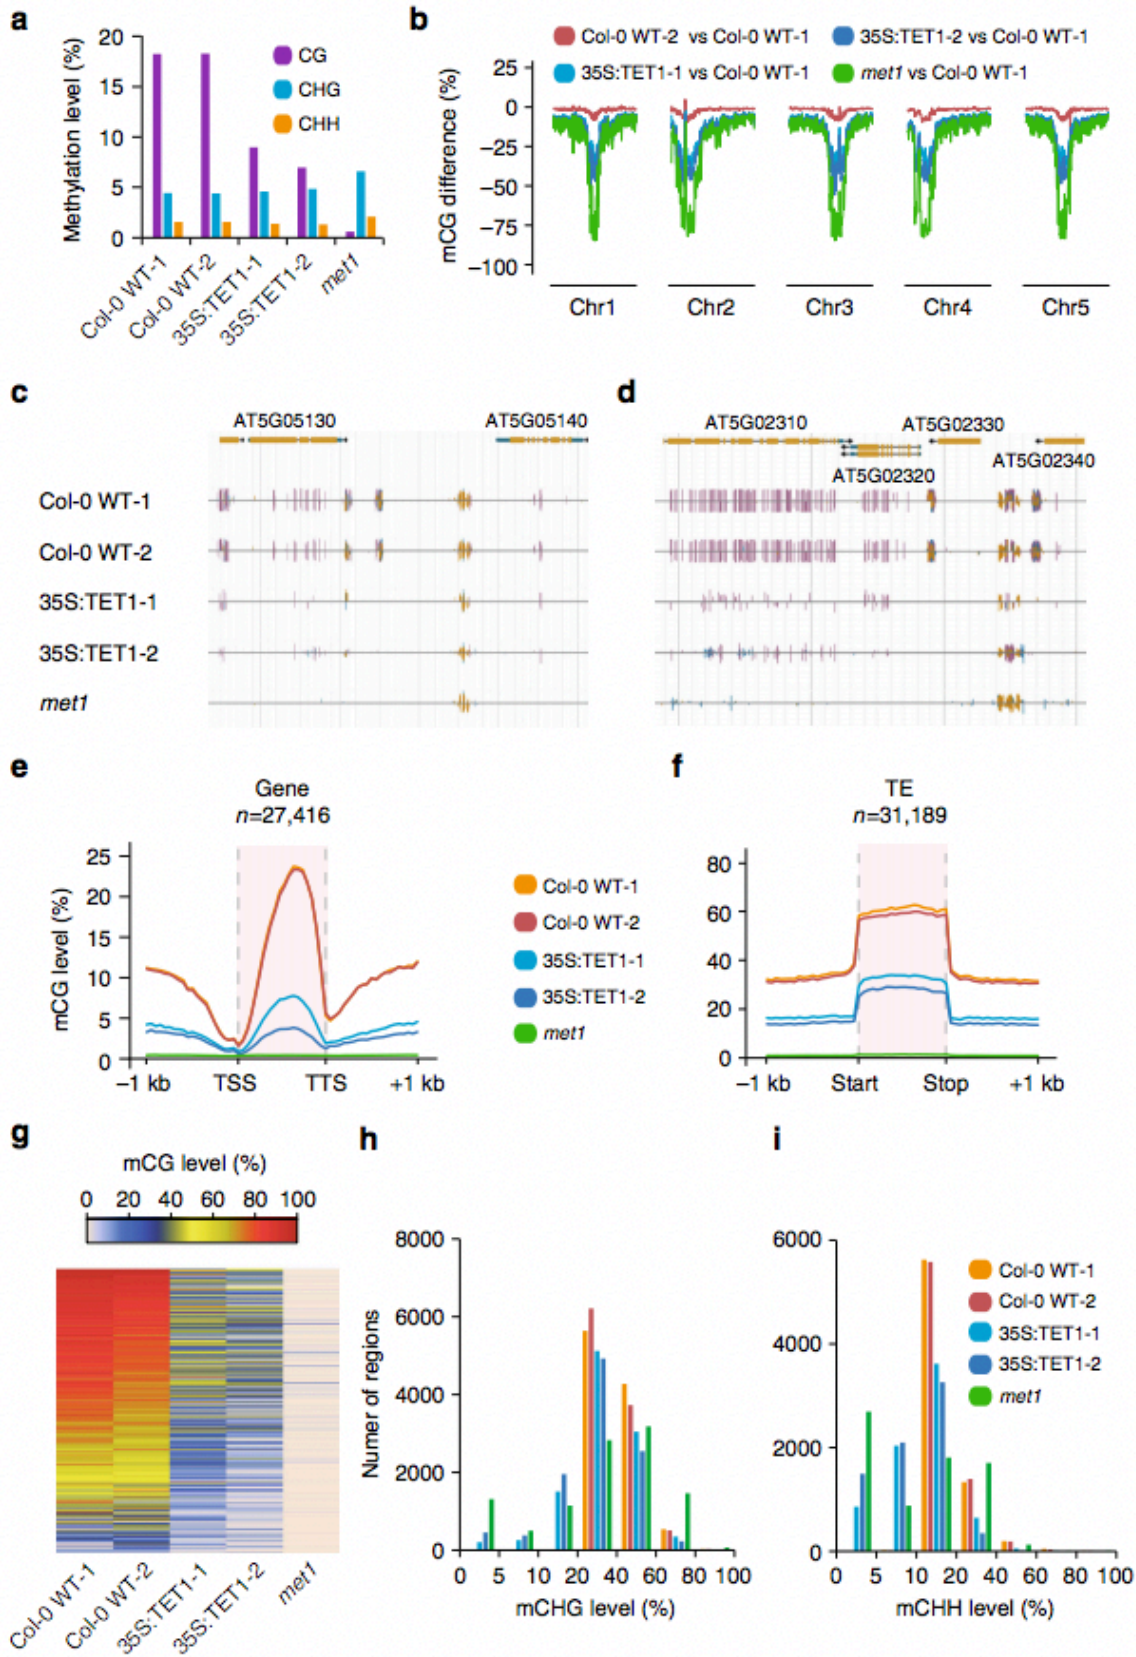 a
Methylation level (%)
20
15
10
5
0
CG
CHG
CHH
Col-0 WT-1
Col-0 WT-2
35S:TET1-1
35S:TET1-2
met1
b
Col-0 WT-2 vs Col-0 WT-1
35S:TET1-2 vs Col-0 WT-1
35S:TET1-1 vs Col-0 WT-1
met1 vs Col-0 WT-1
mCG difference (%)
25
0
−25
−50
−75
−100
Chr1
Chr2
Chr3
Chr4
Chr5
c
AT5G05130
AT5G05140
Col-0 WT-1
Col-0 WT-2
35S:TET1-1
35S:TET1-2
met1
d
AT5G02310
AT5G02330
AT5G02320
AT5G02340
e
Gene
n=27,416
mCG level (%)
25
20
15
10
5
0
−1 kb
TSS
TTS
+1 kb
Col-0 WT-1
Col-0 WT-2
35S:TET1-1
35S:TET1-2
met1
f
TE
n=31,189
80
60
40
20
0
−1 kb
Start
Stop
+1 kb
g
mCG level (%)
0 20 40 60 80 100
Col-0 WT-1
Col-0 WT-2
35S:TET1-1
35S:TET1-2
met1
h
Numer of regions
8000
6000
4000
2000
0
0 5 10 20 40 60 80 100
mCHG level (%)
i
6000
4000
2000
0
Col-0 WT-1
Col-0 WT-2
35S:TET1-1
35S:TET1-2
met1
0 5 10 20 40 60 80 100
mCHH level (%)